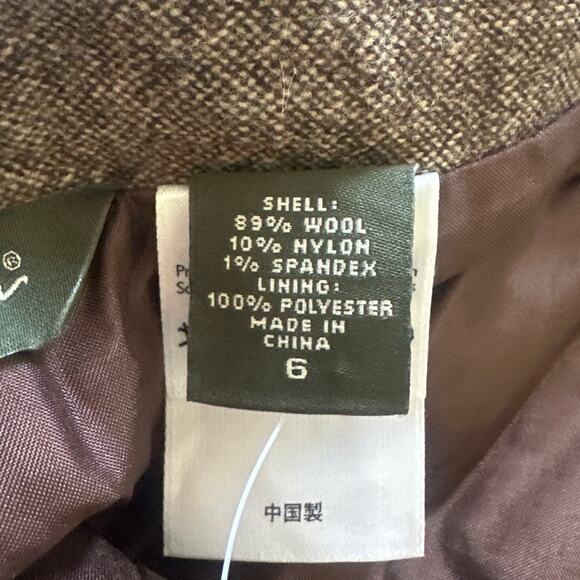 SHELL:
89% WOOL
10% NYLON
1% SPANDEX
LINING:
100% POLYESTER
MADE IN
CHINA
6
中国製